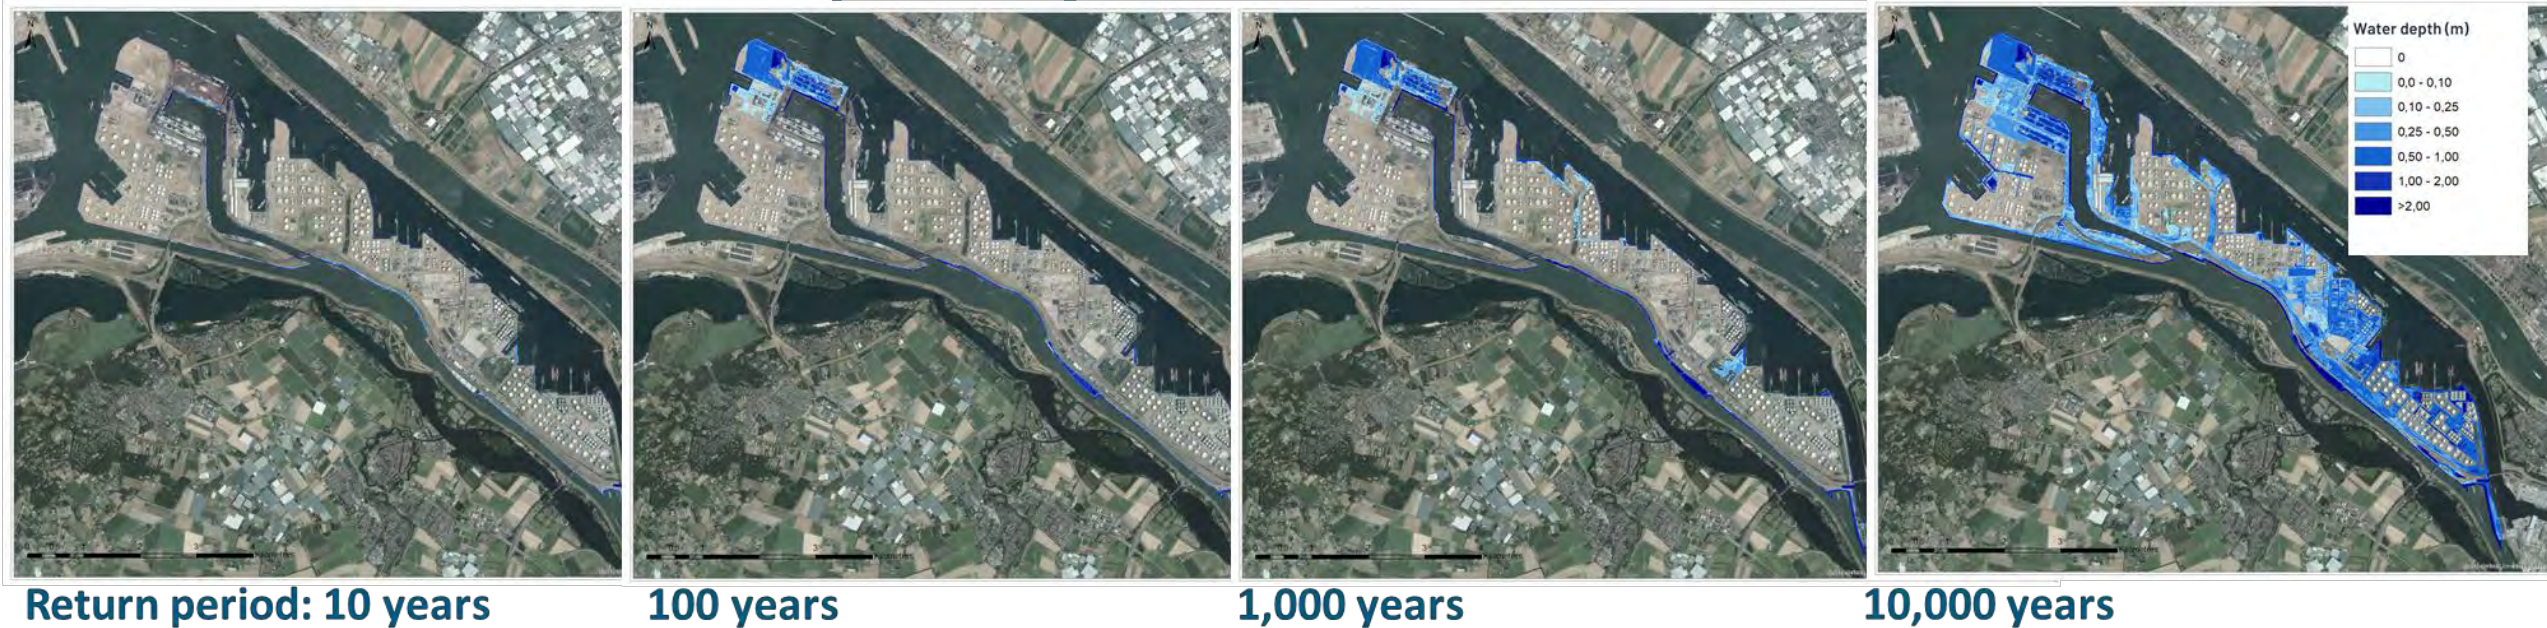 N
N
N
N
Water depth (m)
0
0,0 - 0,10
0,10 - 0,25
0,25 - 0,50
0,50 - 1,00
1,00 - 2,00
>2,00
Return period: 10 years
100 years
1,000 years
10,000 years